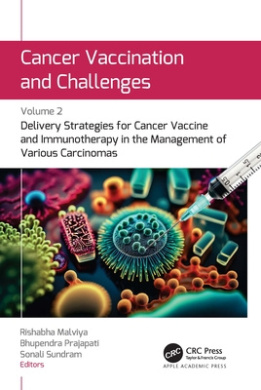 Cancer Vaccination
and Challenges
Volume 2
Delivery Strategies for Cancer Vaccine
and Immunotherapy in the Management of
Various Carcinomas
Rishabha Malviya
Bhupendra Prajapati
Sonali Sundram
Editors
CRC
CRC Press
Taylor & Francis Group
APPLE ACADEMIC PRESS